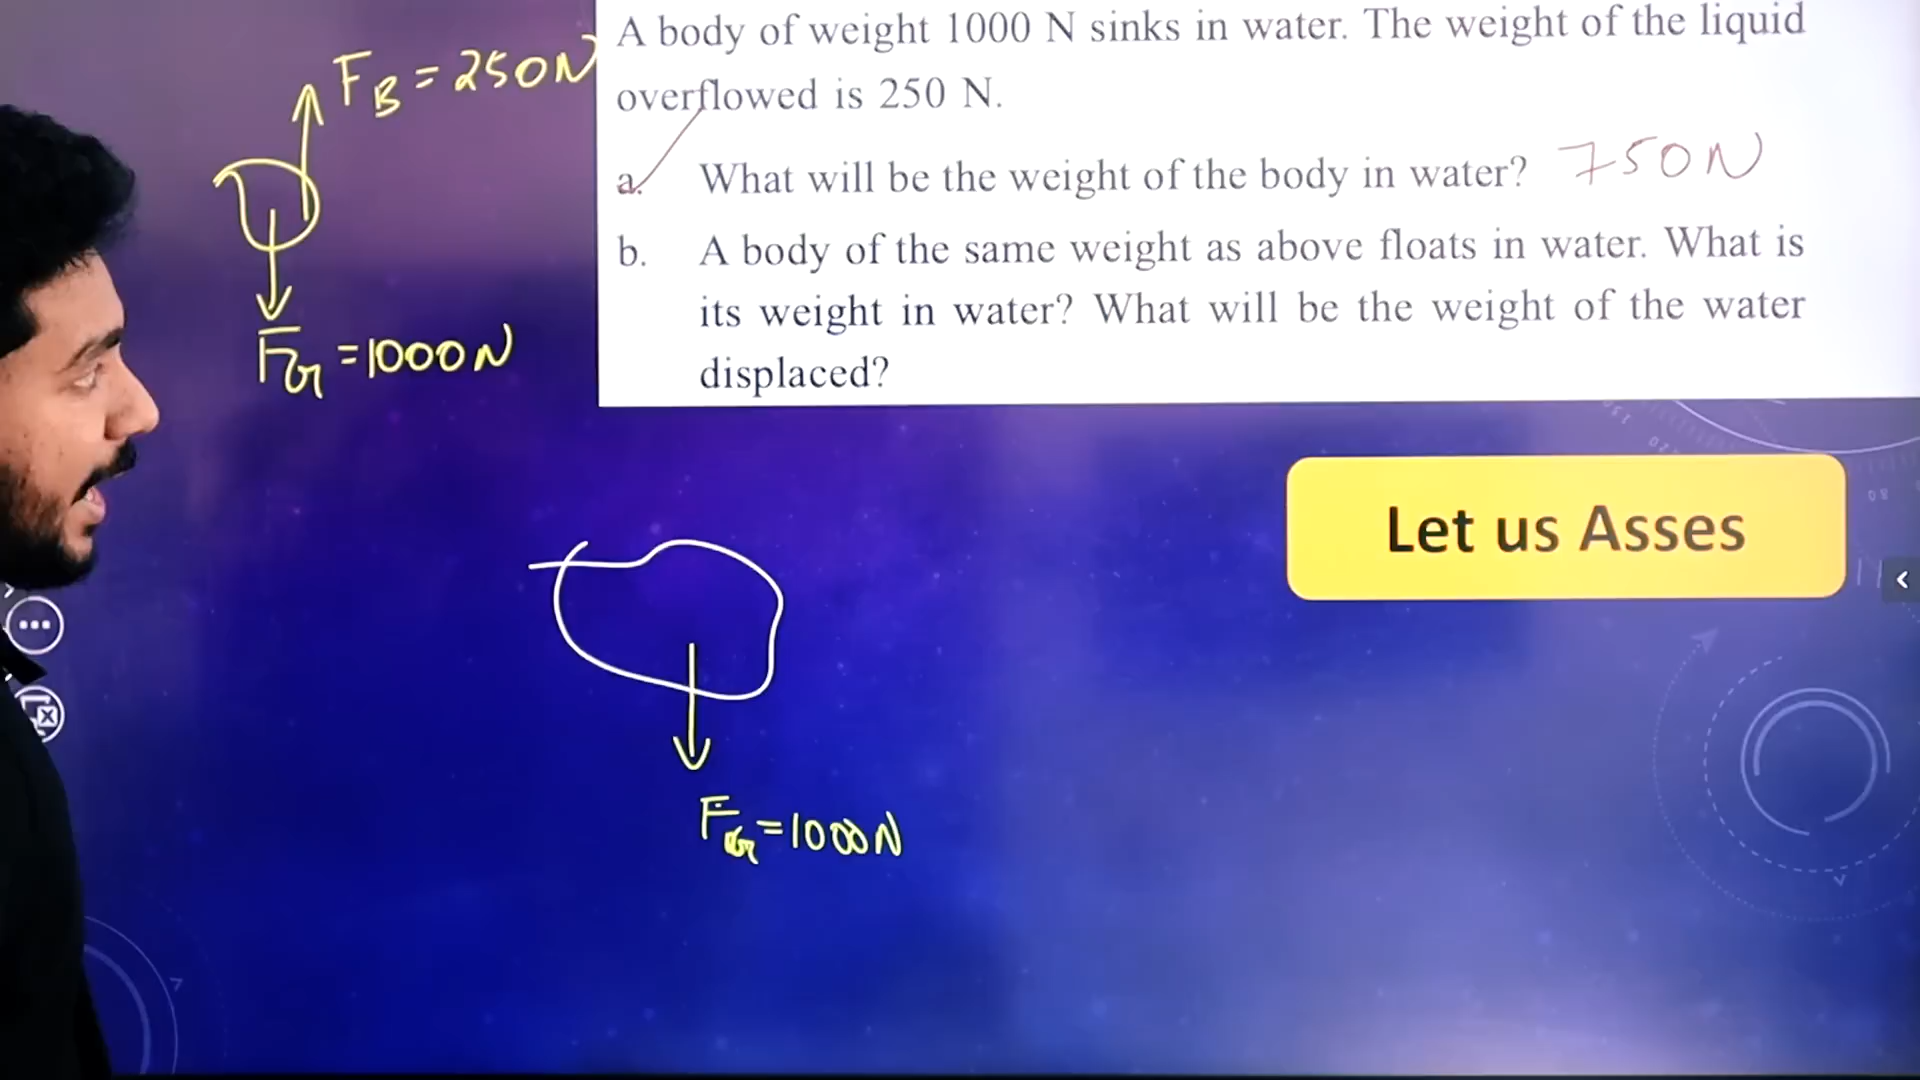 A body of weight 1000 N sinks in water. The weight of the liquid
overflowed is 250 N.
a. What will be the weight of the body in water? 750N
b. A body of the same weight as above floats in water. What is
its weight in water? What will be the weight of the water
displaced?
F_B = 250N
F_G = 1000N
Let us Asses
F_G = 1000N